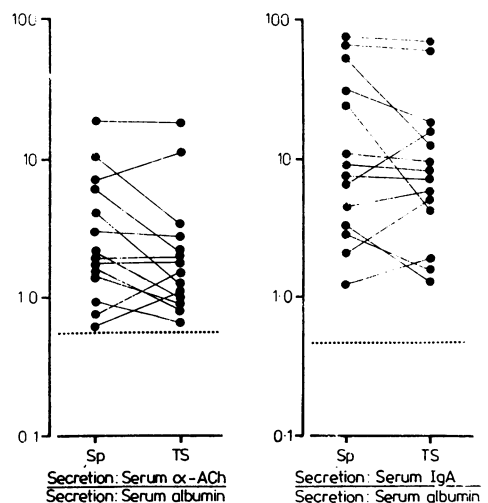 100
10
1·0
0·1
Sp TS
Secretion: Serum α-ACh
Secretion: Serum albumin
100
10
1·0
0·1
Sp TS
Secretion: Serum IgA
Secretion: Serum albumin